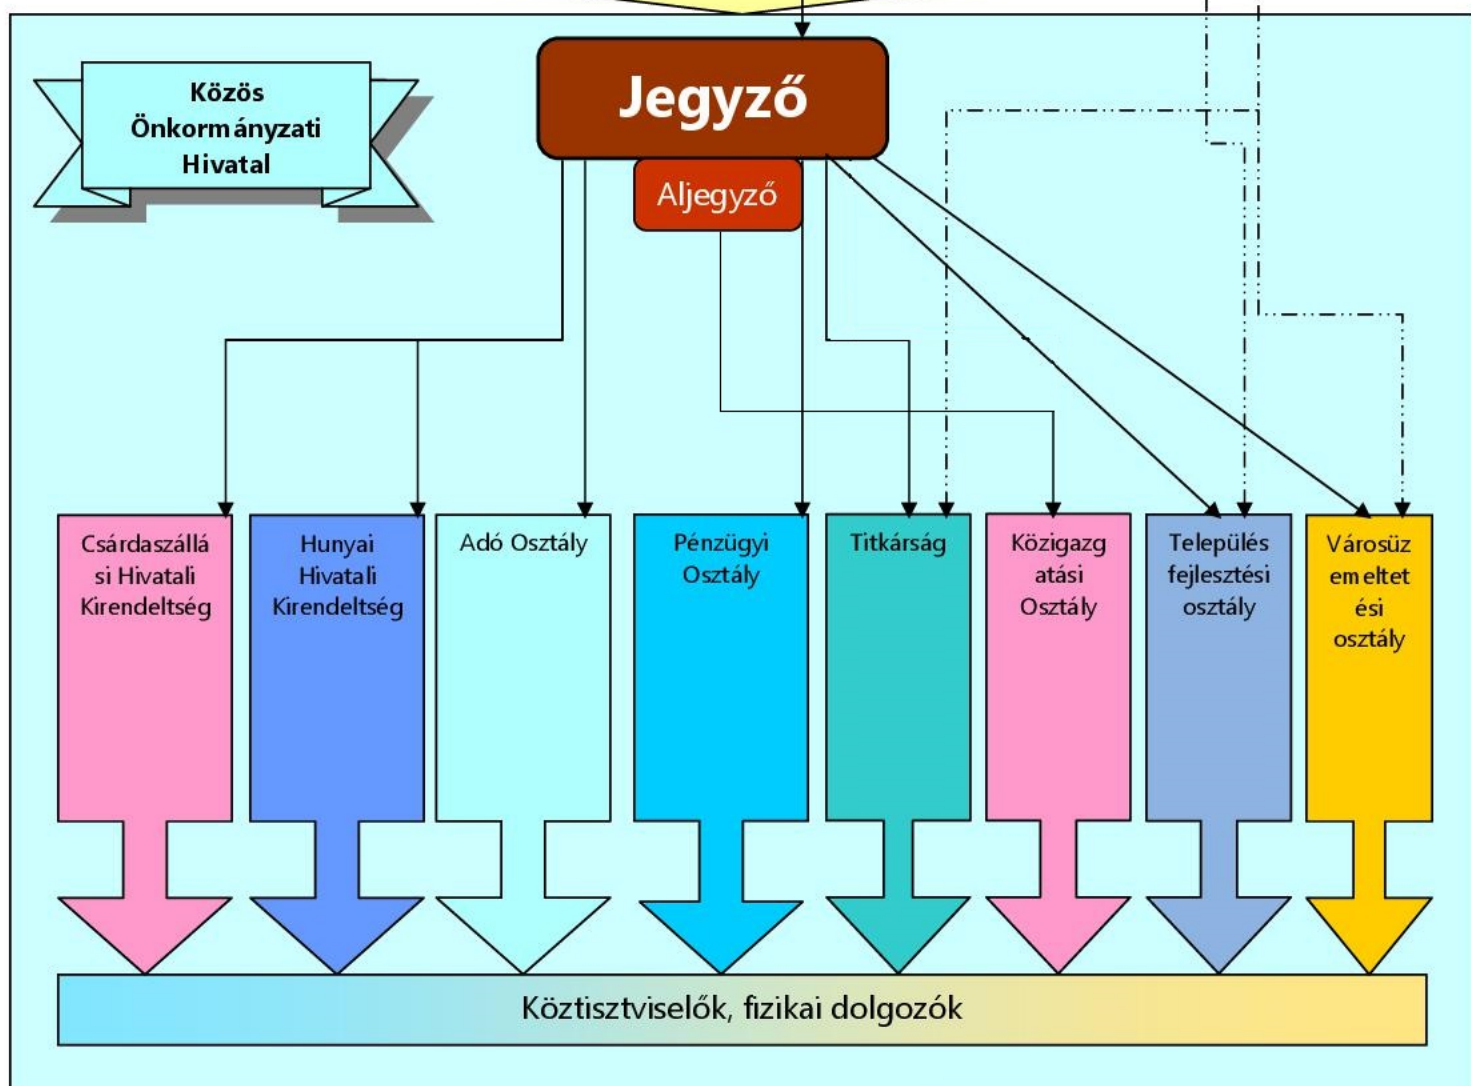 Közös
Önkormányzati
Hivatal
Jegyző
Aljegyző
Csárdaszállá
si Hivatali
Kirendeltség
Hunyai
Hivatali
Kirendeltség
Adó Osztály
Pénzügyi
Osztály
Titkárság
Közigazg
atási
Osztály
Település
fejlesztési
osztály
Városüz
emeltet
ési
osztály
Köztisztviselők, fizikai dolgozók